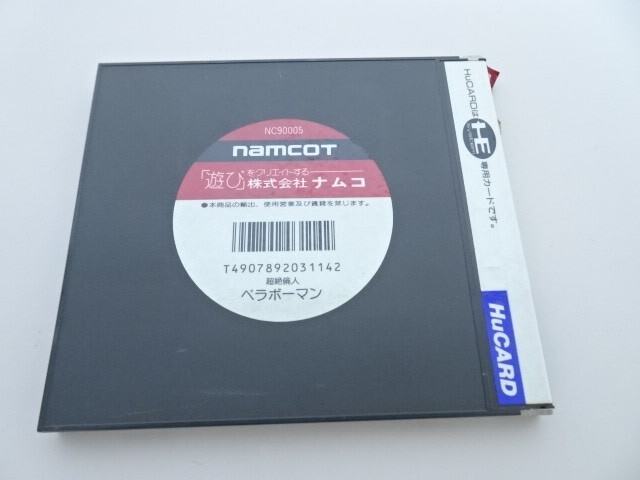 NC90005
namcot
「遊び」をクリエイトする
株式会社 ナムコ
●本商品の輸出、使用営業及び賃貸を禁じます。
T4907892031142
超絶倫人
ベラボーマン
HuCARDは
専用カードです。
HuCARD